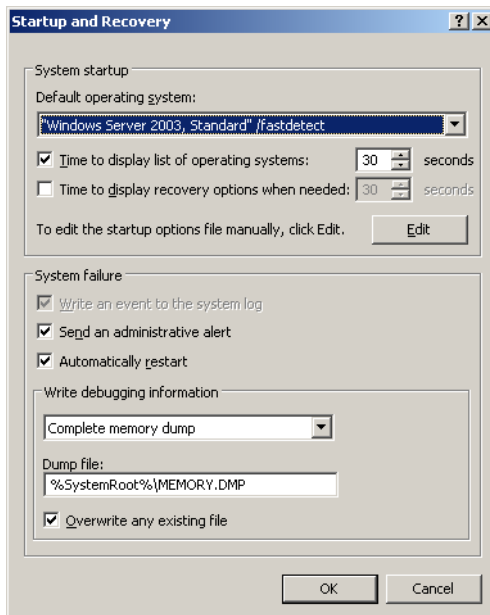 Startup and Recovery
System startup
Default operating system:
"Windows Server 2003, Standard" /fastdetect
Time to display list of operating systems: 30 seconds
Time to display recovery options when needed: 30 seconds
To edit the startup options file manually, click Edit. Edit
System failure
Write an event to the system log
Send an administrative alert
Automatically restart
Write debugging information
Complete memory dump
Dump file:
%SystemRoot%\MEMORY.DMP
Overwrite any existing file
OK Cancel